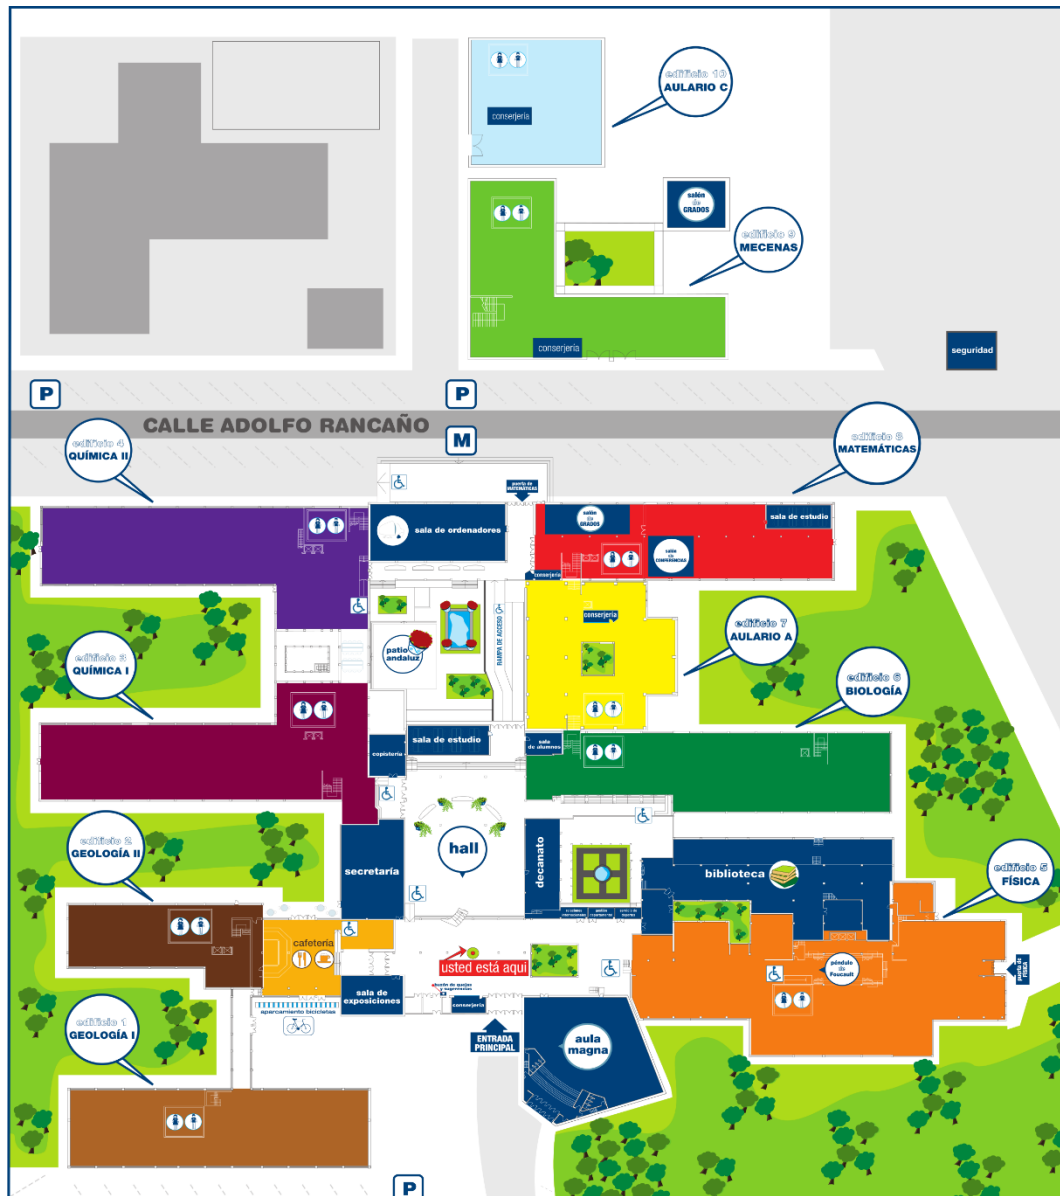 edificio 10
AULARIO C
conserjería
salón
de
GRADOS
edificio 9
MECENAS
conserjería
seguridad
P
P
CALLE ADOLFO RANCAÑO
M
edificio 4
QUÍMICA II
edificio 8
MATEMÁTICAS
puerta de
MATEMÁTICAS
sala de ordenadores
salón
de
GRADOS
sala de estudio
salón
de
CONFERENCIAS
conserjería
conserjería
RAMPA DE ACCESO
patio
andaluz
edificio 7
AULARIO A
edificio 3
QUÍMICA I
edificio 6
BIOLOGÍA
copistería
sala de estudio
sala
de alumnos
edificio 2
GEOLOGÍA II
hall
secretaría
decanato
biblioteca
edificio 5
FÍSICA
cafetería
usted está aquí
péndulo
de
Foucault
puerta de
FÍSICA
sala de
exposiciones
buzón de quejas
y sugerencias
conserjería
aparcamiento bicicletas
edificio 1
GEOLOGÍA I
ENTRADA
PRINCIPAL
aula
magna
P